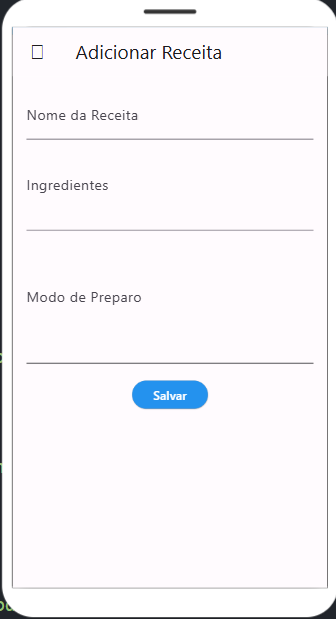 Adicionar Receita
Nome da Receita
Ingredientes
Modo de Preparo
Salvar